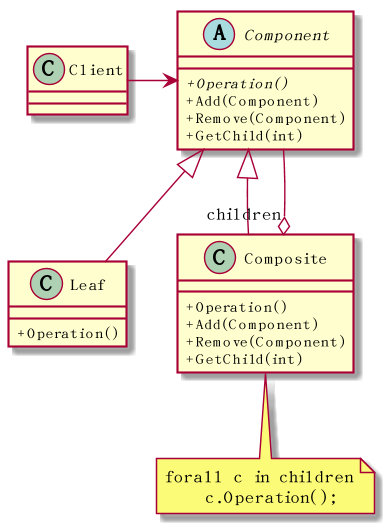 A Component
+Operation()
+Add(Component)
+Remove(Component)
+GetChild(int)
C Client
children
C Leaf
+Operation()
C Composite
+Operation()
+Add(Component)
+Remove(Component)
+GetChild(int)
forall c in children
c.Operation();